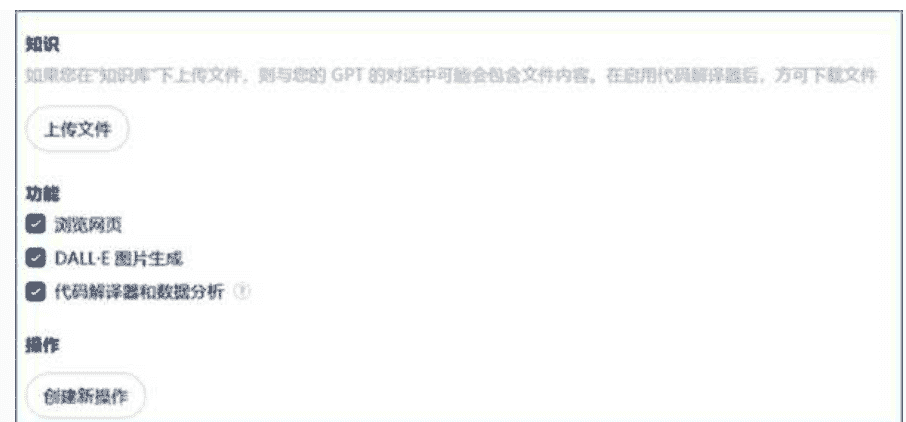 知识
如果您在“知识库”下上传文件，则与您的 GPT 的对话中可能会包含文件内容。在启用代码解释器后，方可下载文件
上传文件
功能
浏览网页
DALL·E 图片生成
代码解译器和数据分析 ?
操作
创建新操作